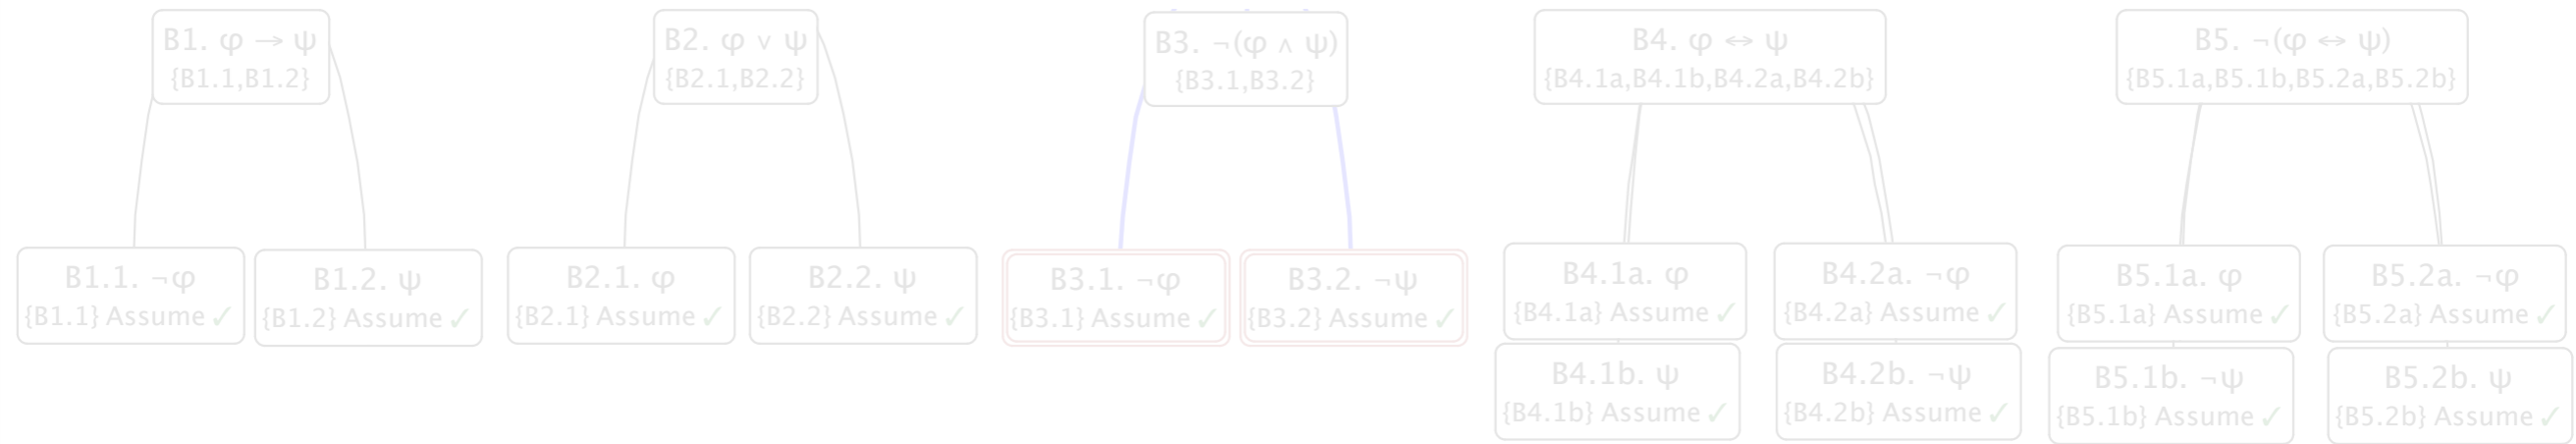 B1. φ → ψ
{B1.1,B1.2}
B2. φ ∨ ψ
{B2.1,B2.2}
B3. ¬(φ ∧ ψ)
{B3.1,B3.2}
B4. φ ↔ ψ
{B4.1a,B4.1b,B4.2a,B4.2b}
B5. ¬(φ ↔ ψ)
{B5.1a,B5.1b,B5.2a,B5.2b}
B1.1. ¬φ
{B1.1} Assume ✓
B1.2. ψ
{B1.2} Assume ✓
B2.1. φ
{B2.1} Assume ✓
B2.2. ψ
{B2.2} Assume ✓
B3.1. ¬φ
{B3.1} Assume ✓
B3.2. ¬ψ
{B3.2} Assume ✓
B4.1a. φ
{B4.1a} Assume ✓
B4.2a. ¬φ
{B4.2a} Assume ✓
B5.1a. φ
{B5.1a} Assume ✓
B5.2a. ¬φ
{B5.2a} Assume ✓
B4.1b. ψ
{B4.1b} Assume ✓
B4.2b. ¬ψ
{B4.2b} Assume ✓
B5.1b. ¬ψ
{B5.1b} Assume ✓
B5.2b. ψ
{B5.2b} Assume ✓